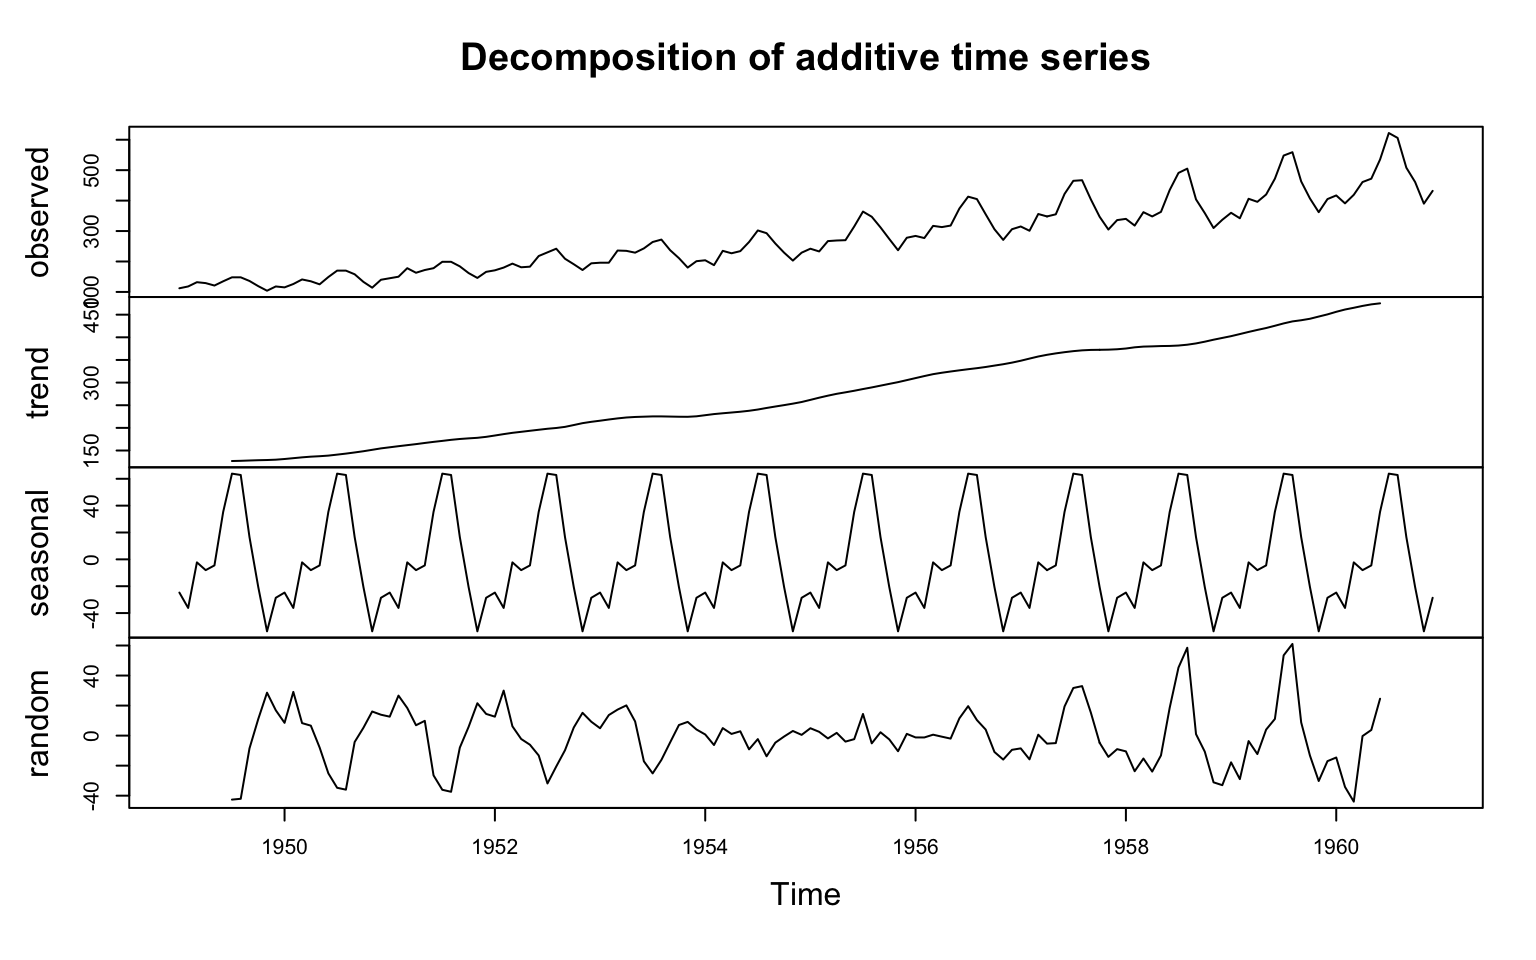 Decomposition of additive time series
observed
100
300
500
trend
150
300
450
seasonal
-40
0
40
random
-40
0
40
1950 1952 1954 1956 1958 1960
Time